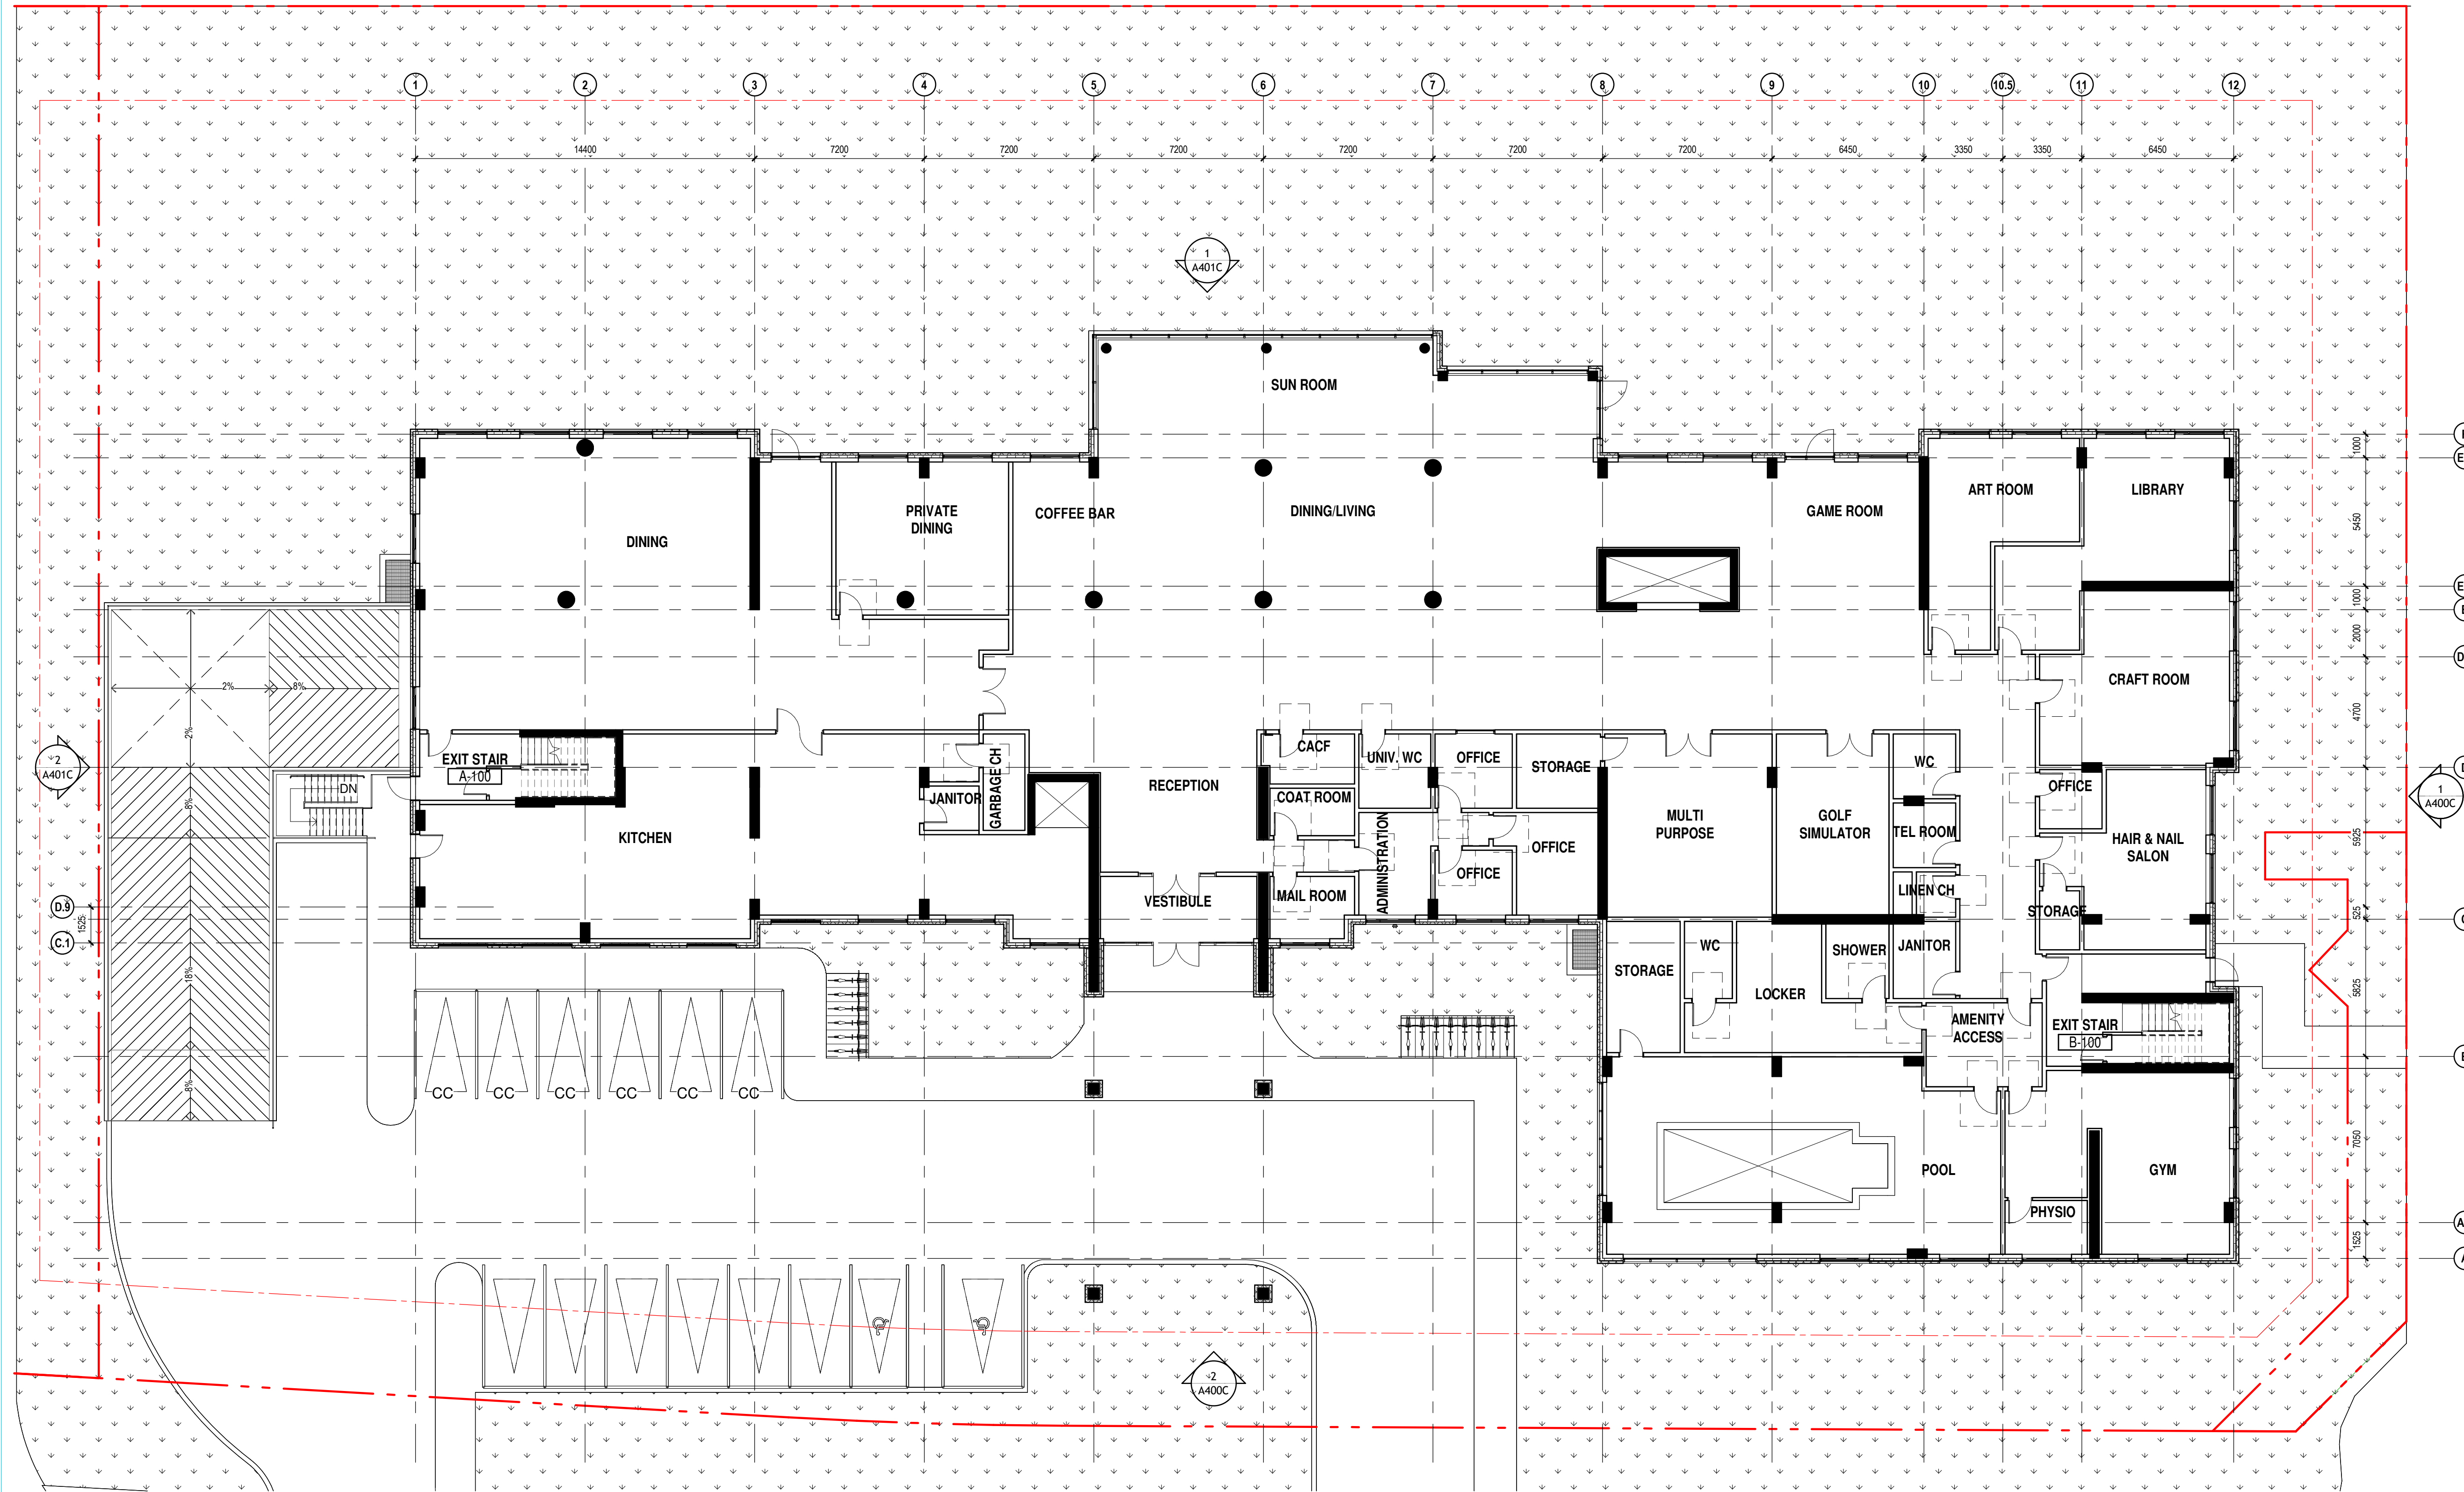 1 2 3 4 5 6 7 8 9 10 10.5 11 12
14400 7200 7200 7200 7200 7200 7200 6450 3350 3350 6450
1
A401C
SUN ROOM
1000
ART ROOM
LIBRARY
PRIVATE
DINING
COFFEE BAR
DINING/LIVING
GAME ROOM
5450
DINING
1000
2000
2%
8%
CRAFT ROOM
4700
2%
2
A401C
EXIT STAIR
A-100
DN
CACF
UNIV. WC
OFFICE
STORAGE
WC
OFFICE
1
A400C
8%
JANITOR
GARBAGE CH
RECEPTION
COAT ROOM
MULTI
PURPOSE
GOLF
SIMULATOR
TEL ROOM
HAIR & NAIL
SALON
5925
KITCHEN
ADMINISTRATION
OFFICE
OFFICE
D.9
VESTIBULE
MAIL ROOM
LINEN CH
STORAGE
525
1525
C.1
WC
SHOWER
JANITOR
18%
STORAGE
LOCKER
5825
AMENITY
ACCESS
EXIT STAIR
B-100
8%
CC CC CC CC CC CC
7050
POOL
GYM
PHYSIO
1525
2
A400C